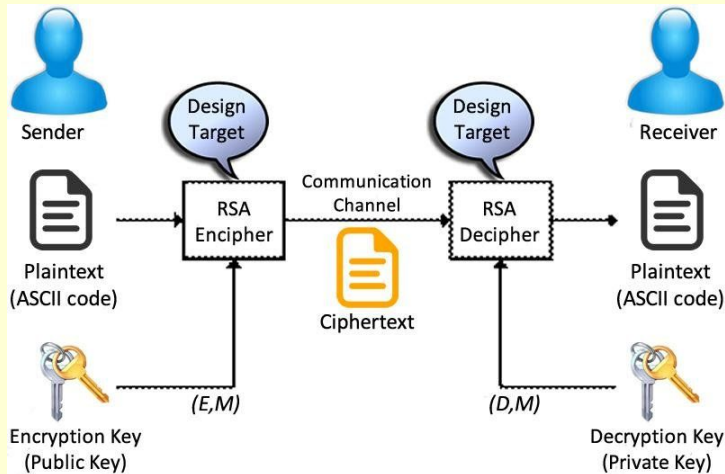 Sender
Design
Target
Design
Target
Receiver
RSA
Encipher
Communication
Channel
RSA
Decipher
Plaintext
(ASCII code)
Ciphertext
Plaintext
(ASCII code)
(E,M)
(D,M)
Encryption Key
(Public Key)
Decryption Key
(Private Key)